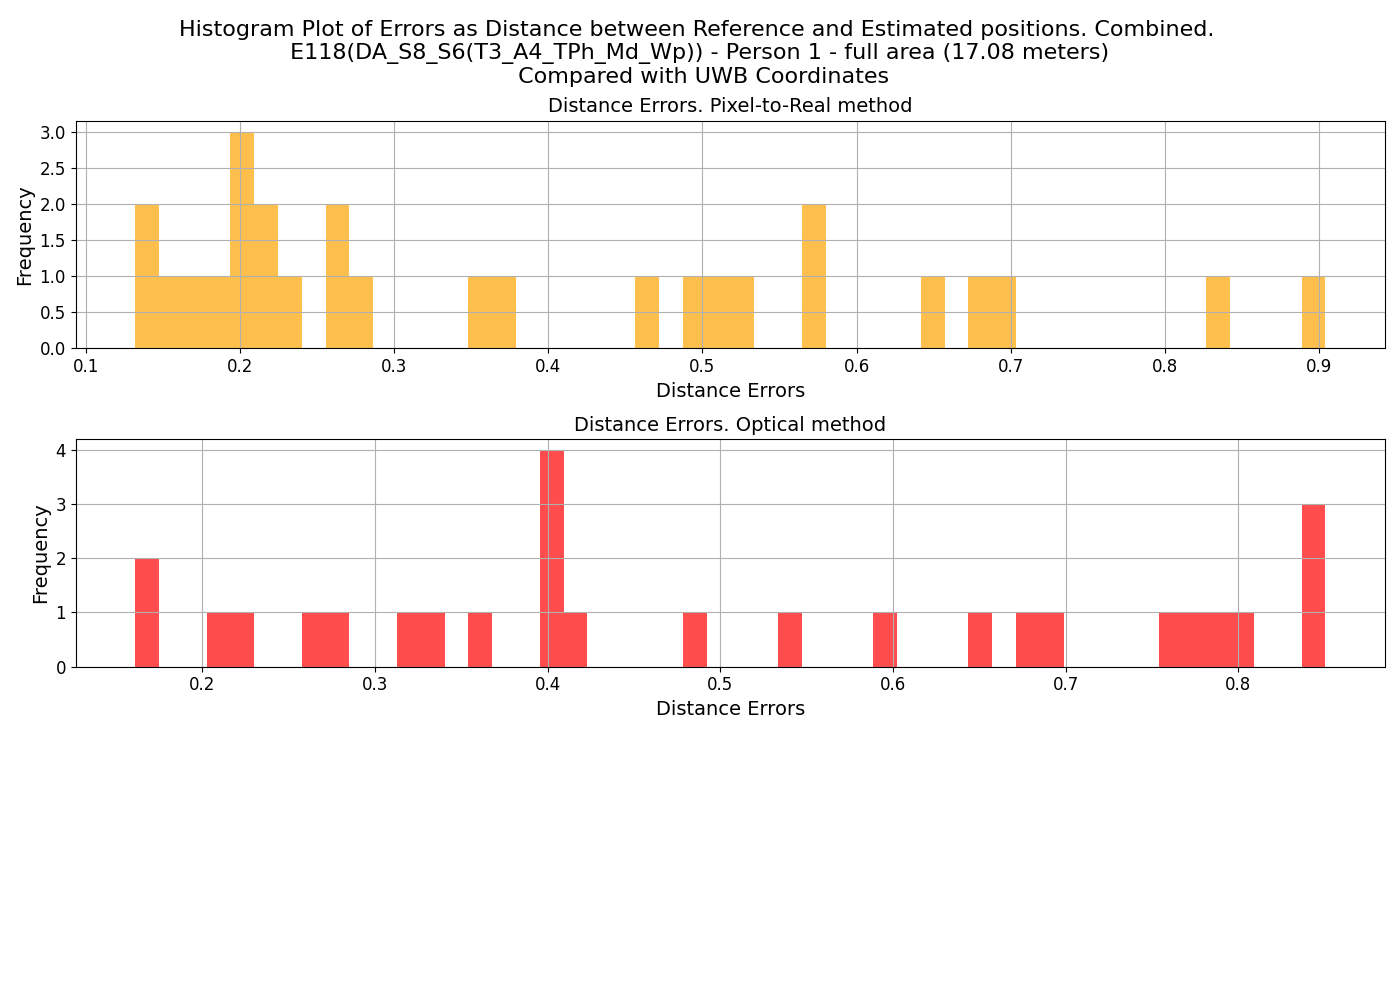 Histogram Plot of Errors as Distance between Reference and Estimated positions. Combined.
E118(DA_S8_S6(T3_A4_TPh_Md_Wp)) - Person 1 - full area (17.08 meters)
Compared with UWB Coordinates
Distance Errors. Pixel-to-Real method
Frequency
3.0
2.5
2.0
1.5
1.0
0.5
0.0
0.1 0.2 0.3 0.4 0.5 0.6 0.7 0.8 0.9
Distance Errors
Distance Errors. Optical method
Frequency
4
3
2
1
0
0.2 0.3 0.4 0.5 0.6 0.7 0.8
Distance Errors